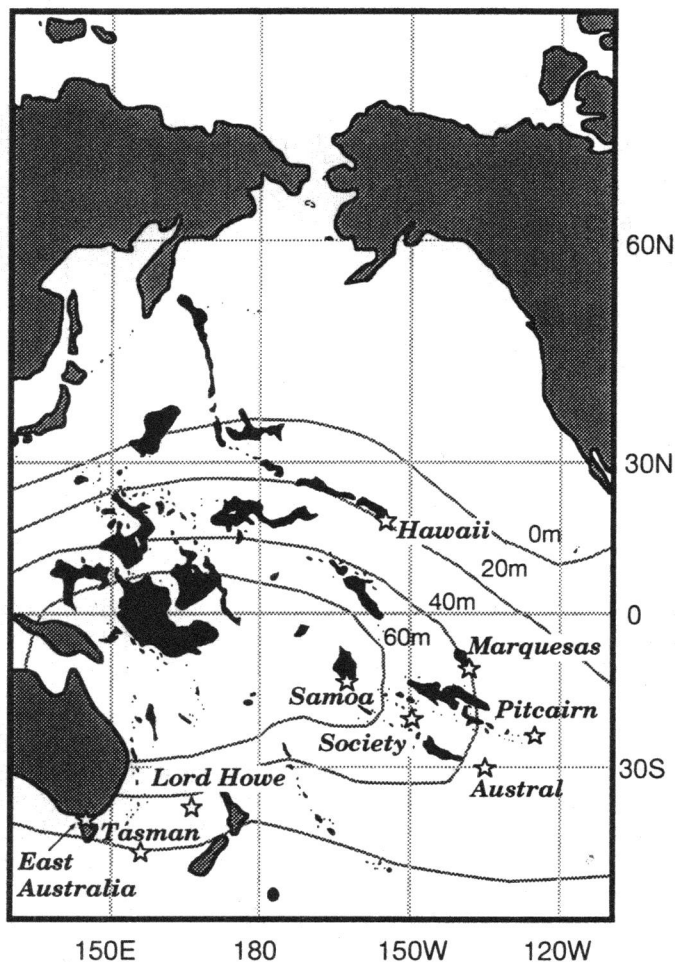 60N
30N
Hawaii
0m
20m
40m
0
60m
Marquesas
Samoa
Pitcairn
Society
Lord Howe
30S
Austral
Tasman
East
Australia
150E 180 150W 120W